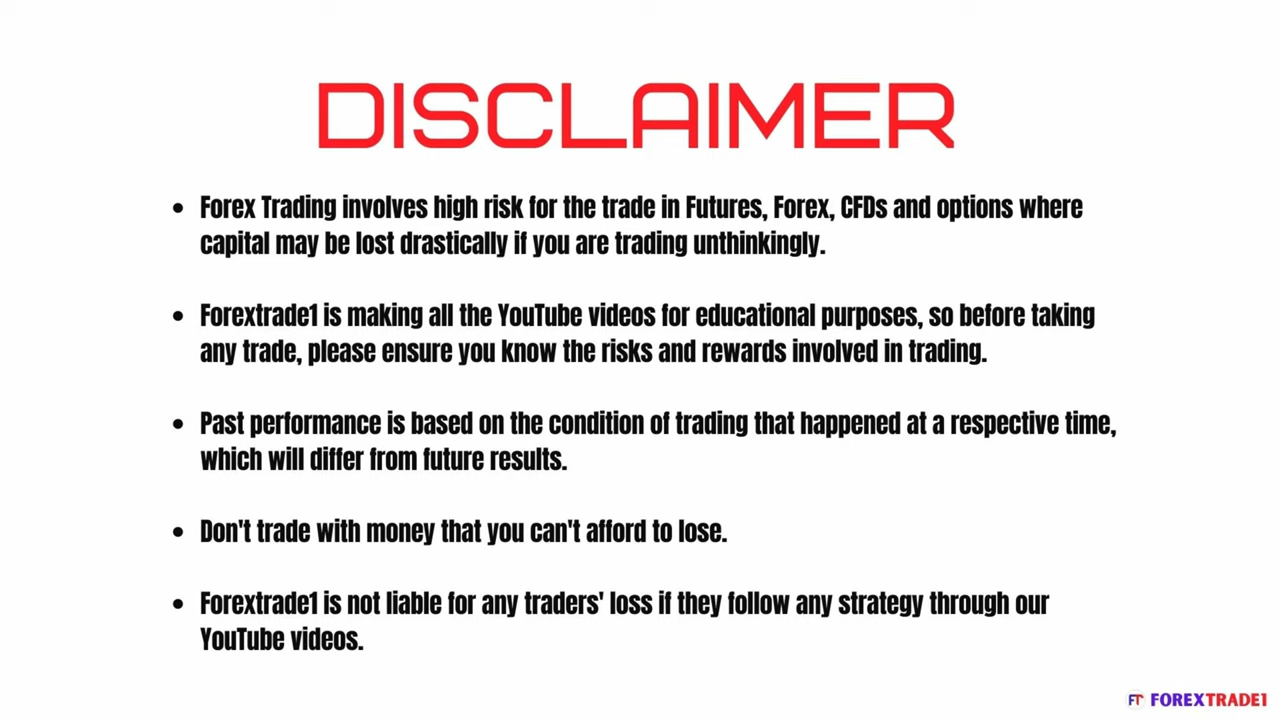 DISCLAIMER
• Forex Trading involves high risk for the trade in Futures, Forex, CFDs and options where
capital may be lost drastically if you are trading unthinkingly.
• Forextrade1 is making all the YouTube videos for educational purposes, so before taking
any trade, please ensure you know the risks and rewards involved in trading.
• Past performance is based on the condition of trading that happened at a respective time,
which will differ from future results.
• Don't trade with money that you can't afford to lose.
• Forextrade1 is not liable for any traders' loss if they follow any strategy through our
YouTube videos.
FT FOREXTRADE1